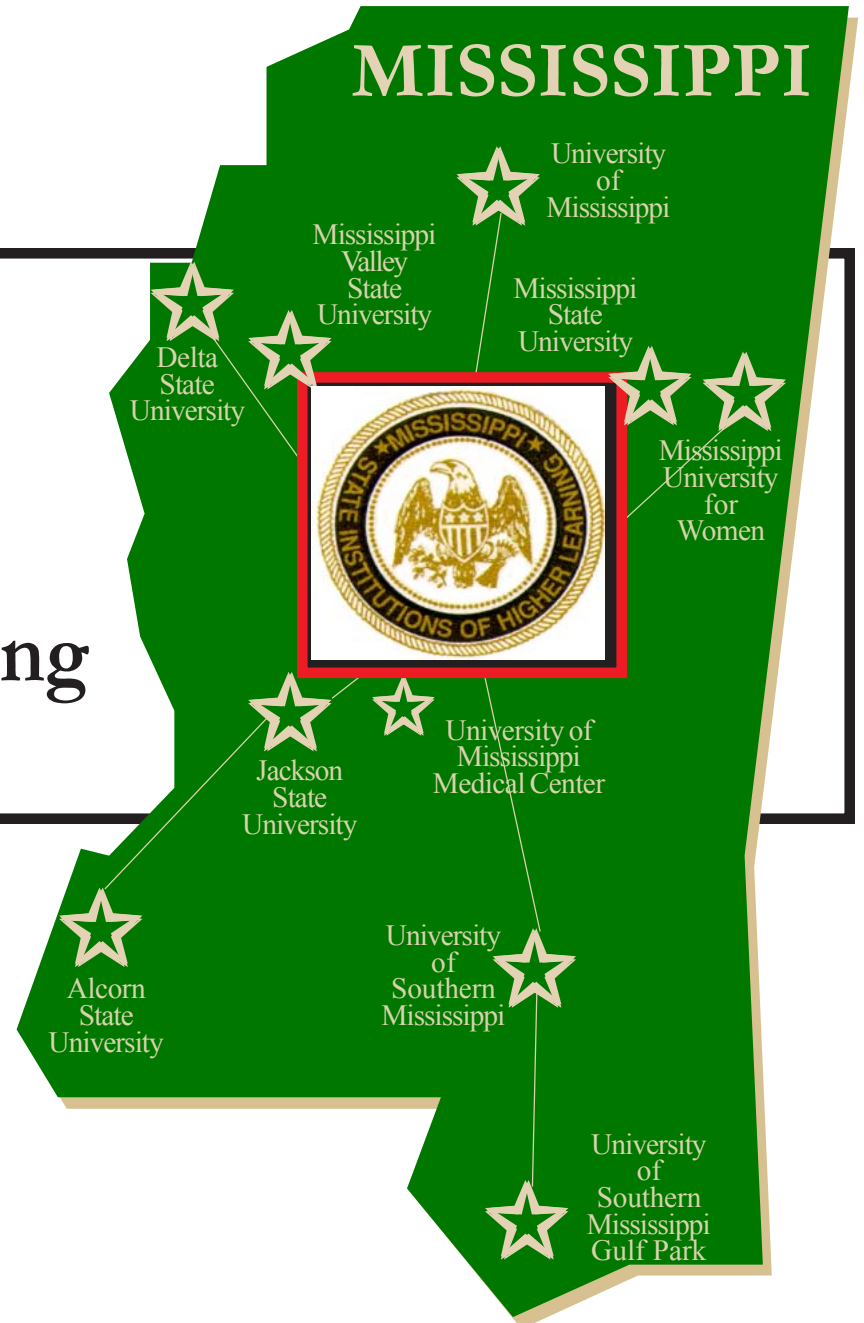 MISSISSIPPI
University
of
Mississippi
Mississippi
Valley
State
University
Mississippi
State
University
Delta
State
University
Mississippi
University
for
Women
★MISSISSIPPI★
STATE INSTITUTIONS OF HIGHER LEARNING
ng
University of
Mississippi
Medical Center
Jackson
State
University
University
of
Southern
Mississippi
Alcorn
State
University
University
of
Southern
Mississippi
Gulf Park